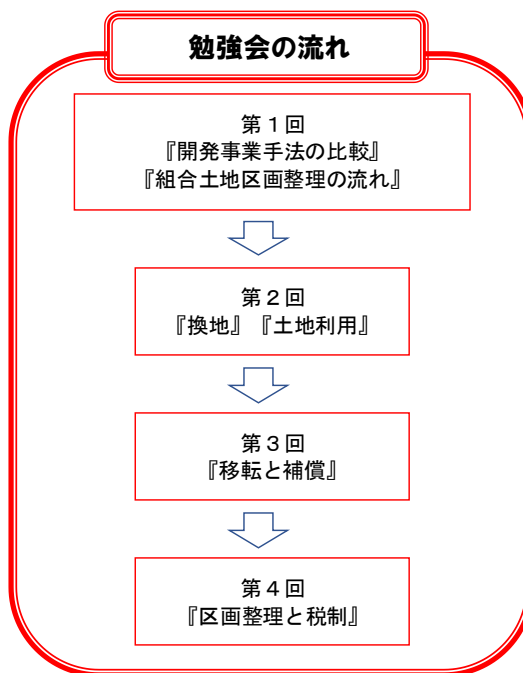 勉強会の流れ
第1回
『開発事業手法の比較』
『組合土地区画整理の流れ』
第2回
『換地』『土地利用』
第3回
『移転と補償』
第4回
『区画整理と税制』